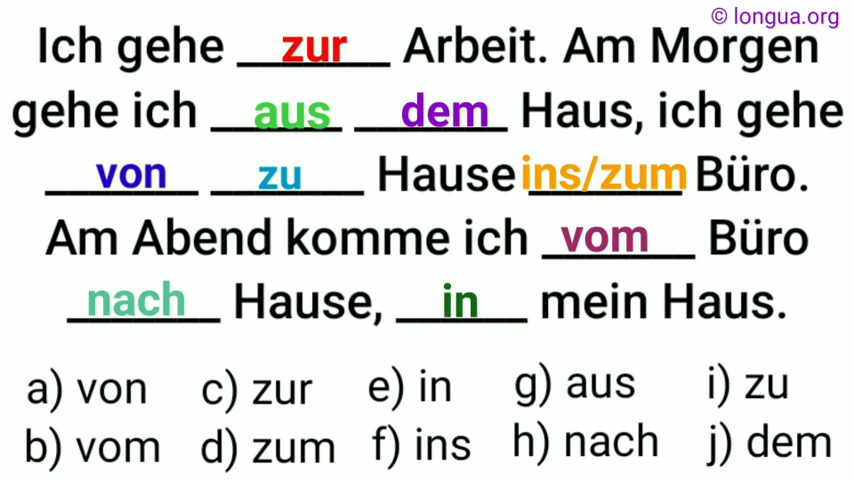 © longua.org
Ich gehe zur Arbeit. Am Morgen
gehe ich aus dem Haus, ich gehe
von zu Hause ins/zum Büro.
Am Abend komme ich vom Büro
nach Hause, in mein Haus.
a) von c) zur e) in g) aus i) zu
b) vom d) zum f) ins h) nach j) dem